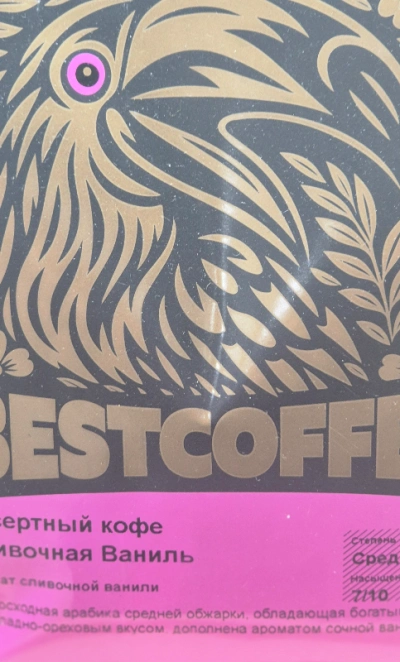 BESTCOFFE
вертный кофе
ивочная Ваниль
ат сливочной ванили
Степень
Сред
насыщен
7/10
осходная арабика средней обжарки, обладающая богаты
ладно-ореховым вкусом, дополнена ароматом сочной ван